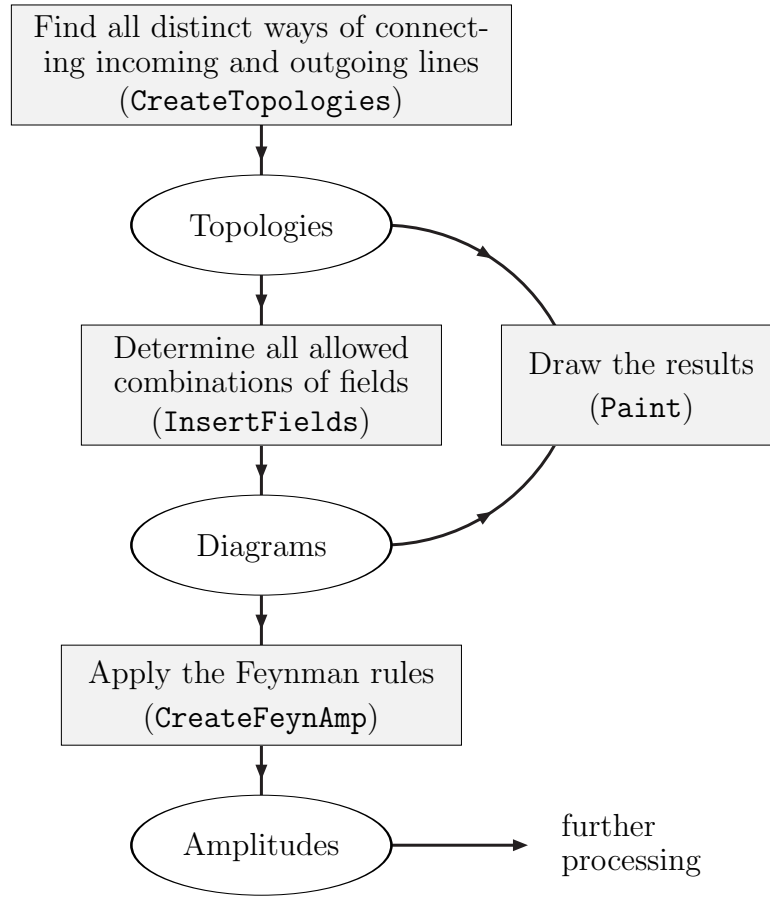 Find all distinct ways of connect-
ing incoming and outgoing lines
(CreateTopologies)
Topologies
Determine all allowed
combinations of fields
(InsertFields)
Draw the results
(Paint)
Diagrams
Apply the Feynman rules
(CreateFeynAmp)
Amplitudes
further
processing